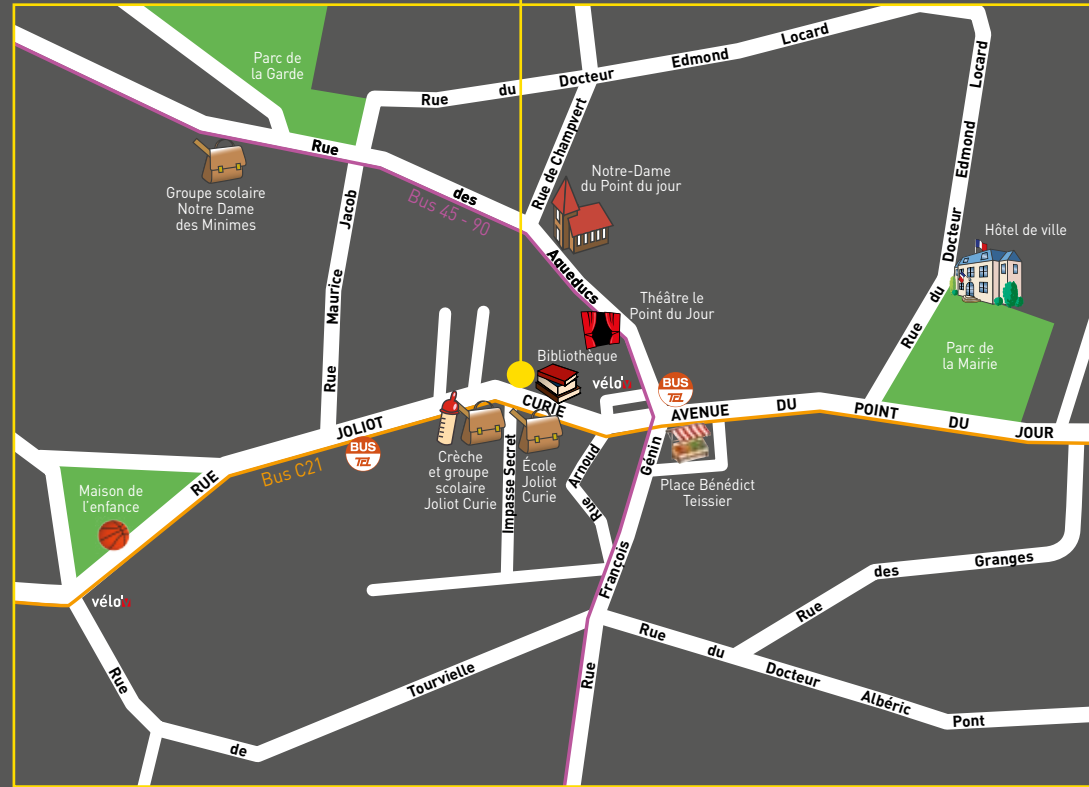 Parc de
la Garde
Rue du Docteur Edmond Locard
Rue de Champvert
Docteur Edmond Locard
Rue du
Groupe scolaire
Notre Dame
des Minimes
Rue des Aqueducs
Bus 45 - 90
Notre-Dame
du Point du jour
Hôtel de ville
Rue Maurice Jacob
Théâtre le
Point du Jour
Bibliothèque
vélo'v
BUS
TCL
Parc de
la Mairie
RUE JOLIOT CURIE
AVENUE DU POINT DU JOUR
BUS
TCL
Bus C21
Crèche
et groupe
scolaire
Joliot Curie
Impasse Secret
École
Joliot
Curie
Rue Arnoud
Place Bénédict
Teissier
Maison de
l'enfance
vélo'v
Rue François Génin
Rue des Granges
Rue de Tourvielle
Rue du Docteur Albéric Pont